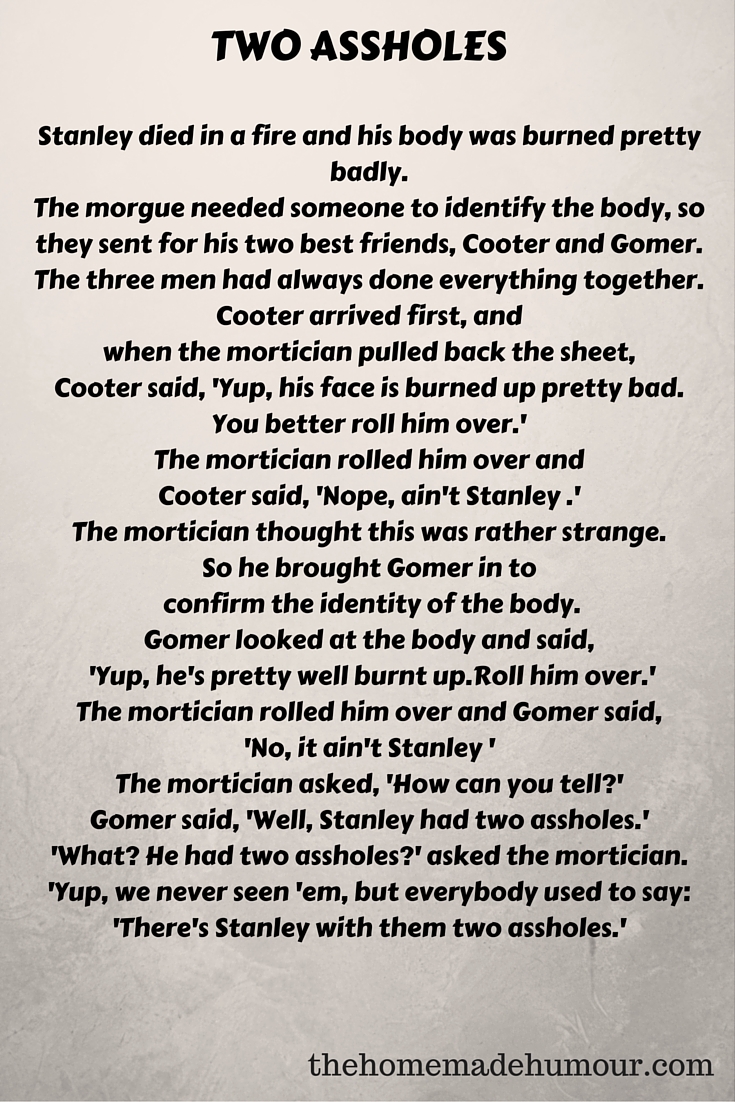 TWO ASSHOLES
Stanley died in a fire and his body was burned pretty
badly.
The morgue needed someone to identify the body, so
they sent for his two best friends, Cooter and Gomer.
The three men had always done everything together.
Cooter arrived first, and
when the mortician pulled back the sheet,
Cooter said, 'Yup, his face is burned up pretty bad.
You better roll him over.'
The mortician rolled him over and
Cooter said, 'Nope, ain't Stanley .'
The mortician thought this was rather strange.
So he brought Gomer in to
confirm the identity of the body.
Gomer looked at the body and said,
'Yup, he's pretty well burnt up.Roll him over.'
The mortician rolled him over and Gomer said,
'No, it ain't Stanley '
The mortician asked, 'How can you tell?'
Gomer said, 'Well, Stanley had two assholes.'
'What? He had two assholes?' asked the mortician.
'Yup, we never seen 'em, but everybody used to say:
'There's Stanley with them two assholes.'
thehomemadehumour.com